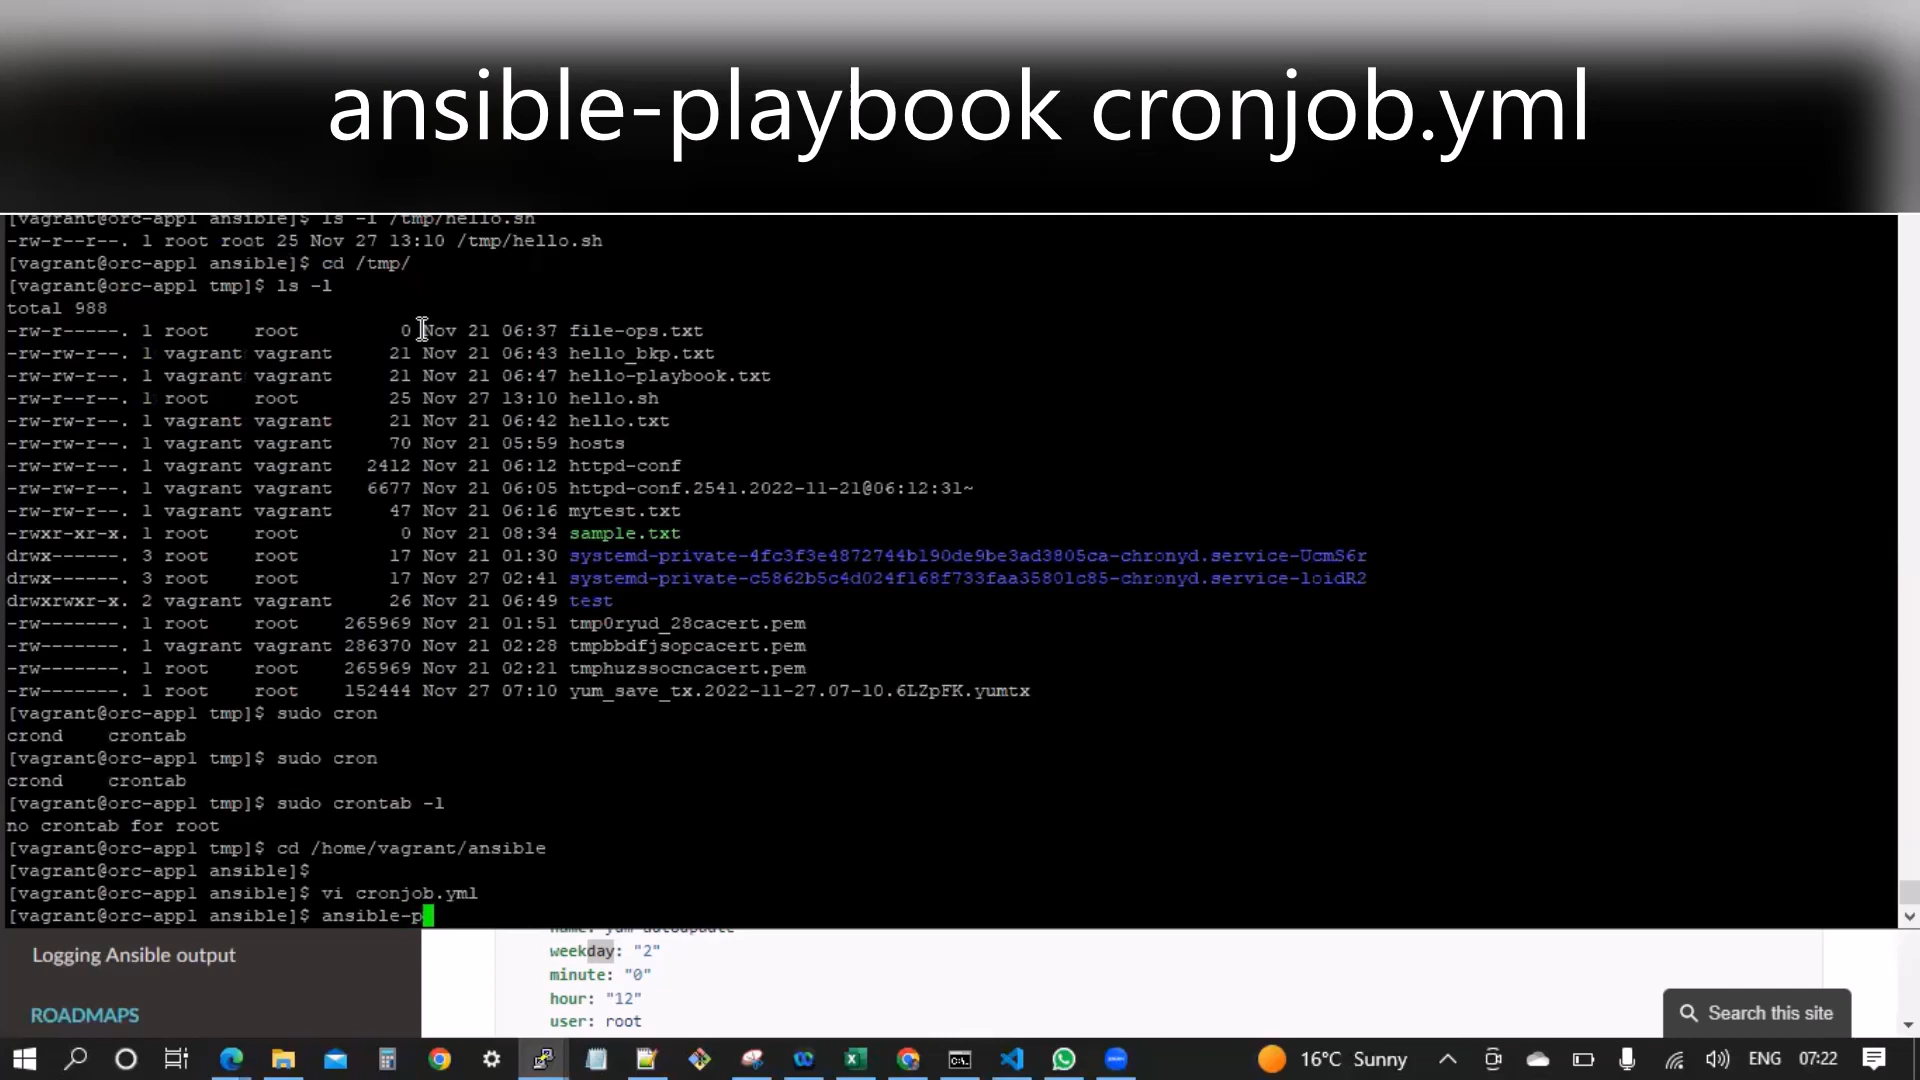 ansible-playbook cronjob.yml
[vagrant@orc-app1 ansible]$ ls -l /tmp/hello.sh
-rw-r--r--. 1 root root 25 Nov 27 13:10 /tmp/hello.sh
[vagrant@orc-app1 ansible]$ cd /tmp/
[vagrant@orc-app1 tmp]$ ls -l
total 988
-rw-r-----. 1 root    root         0 Nov 21 06:37 file-ops.txt
-rw-rw-r--. 1 vagrant vagrant     21 Nov 21 06:43 hello_bkp.txt
-rw-rw-r--. 1 vagrant vagrant     21 Nov 21 06:47 hello-playbook.txt
-rw-r--r--. 1 root    root        25 Nov 27 13:10 hello.sh
-rw-rw-r--. 1 vagrant vagrant     21 Nov 21 06:42 hello.txt
-rw-rw-r--. 1 vagrant vagrant     70 Nov 21 05:59 hosts
-rw-rw-r--. 1 vagrant vagrant   2412 Nov 21 06:12 httpd-conf
-rw-rw-r--. 1 vagrant vagrant   6677 Nov 21 06:05 httpd-conf.2541.2022-11-21@06:12:31~
-rw-rw-r--. 1 vagrant vagrant     47 Nov 21 06:16 mytest.txt
-rwxr-xr-x. 1 root    root         0 Nov 21 08:34 sample.txt
drwx------. 3 root    root        17 Nov 21 01:30 systemd-private-4fc3f3e4872744b190de9be3ad3805ca-chronyd.service-UcmS6r
drwx------. 3 root    root        17 Nov 27 02:41 systemd-private-c5862b5c4d024f168f733faa35801c85-chronyd.service-loidR2
drwxrwxr-x. 2 vagrant vagrant     26 Nov 21 06:49 test
-rw-------. 1 root    root    265969 Nov 21 01:51 tmp0ryud_28cacert.pem
-rw-------. 1 vagrant vagrant 286370 Nov 21 02:28 tmpbbdfjsopcacert.pem
-rw-------. 1 root    root    265969 Nov 21 02:21 tmphuzssocncacert.pem
-rw-------. 1 root    root    152444 Nov 27 07:10 yum_save_tx.2022-11-27.07-10.6LZpFK.yumtx
[vagrant@orc-app1 tmp]$ sudo cron
crond    crontab
[vagrant@orc-app1 tmp]$ sudo cron
crond    crontab
[vagrant@orc-app1 tmp]$ sudo crontab -l
no crontab for root
[vagrant@orc-app1 tmp]$ cd /home/vagrant/ansible
[vagrant@orc-app1 ansible]$
[vagrant@orc-app1 ansible]$ vi cronjob.yml
[vagrant@orc-app1 ansible]$ ansible-p
name: yum autoupdate
Logging Ansible output
weekday: "2"
minute: "0"
hour: "12"
user: root
ROADMAPS
Search this site
16°C Sunny
ENG
07:22